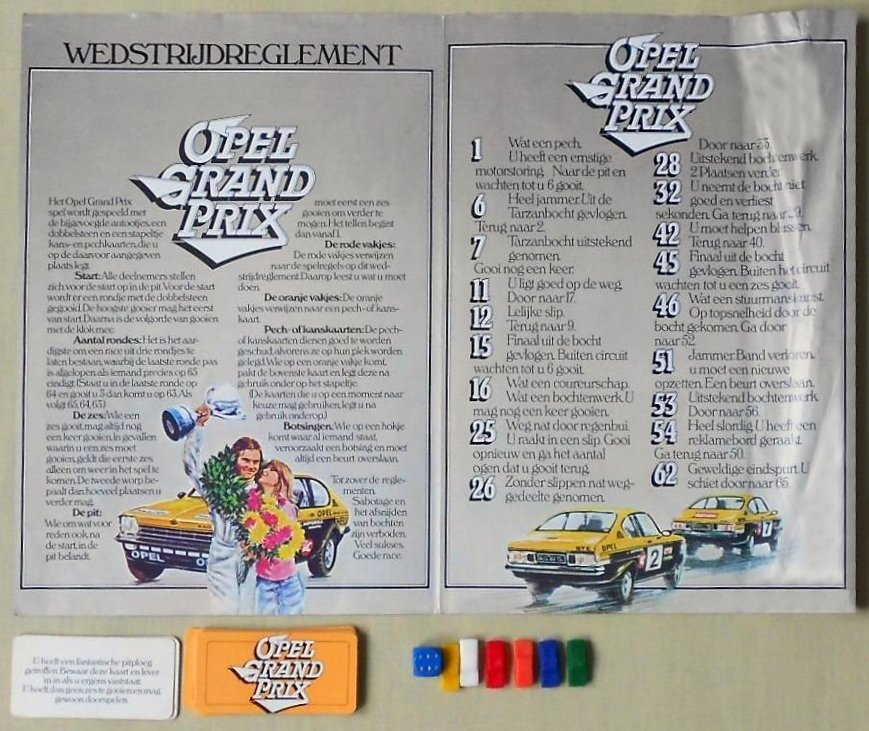 WEDSTRIJDREGLEMENT
OPEL
GRAND
PRIX
Het Opel Grand Prix
spel wordt gespeeld met
de bijgevoegde autootjes, een
dobbelsteen en een stapeltje
kans- en pechkaarten, die u
op de daarvoor aangegeven
plaats legt.
Start: Alle deelnemers stellen
zich voor de start op in de pit. Voor de start
wordt er een rondje met de dobbelsteen
gegooid. De hoogste gooier mag het eerst
van start. Daarna is de volgorde van gooien
met de klok mee.
Aantal rondes: Het is het aar-
digste om een race uit drie rondjes te
laten bestaan, waarbij de laatste ronde pas
is afgelopen als iemand precies op 65
eindigt. (Staat u in de laatste ronde op
64 en gooit u 3 dan komt u op 63. Als
volgt 65, 64, 63.)
De zes: Wie een
zes gooit, mag altijd nog
een keer gooien. In gevallen
waarin u een zes moet
gooien, geldt die eerste zes
alleen om weer in het spel te
komen. De tweede worp be-
paalt dan hoeveel plaatsen u
verder mag.
De pit:
Wie om wat voor
reden ook, na
de start, in de
pit belandt,
moet eerst een zes
gooien om verder te
mogen. Het tellen begint
dan vanaf 1.
De rode vakjes:
De rode vakjes verwijzen
naar de spelregels op dit wed-
strijdreglement. Daarop leest u wat u moet
doen.
De oranje vakjes: De oranje
vakjes verwijzen naar een pech- of kans-
kaart.
Pech- of kanskaarten: De pech-
of kanskaarten dienen goed te worden
geschud, alvorens ze op hun plek worden
gelegd. Wie op een oranje vakje komt,
pakt de bovenste kaart en legt deze na
gebruik onder op het stapeltje.
(De kaarten die u op een moment naar
keuze mag gebruiken, legt u na
gebruik onderop.)
Botsingen: Wie op een hokje
komt waar al iemand staat,
veroorzaakt een botsing en moet
altijd een beurt overslaan.
Tot zover de regle-
menten.
Sabotage en
het afsnijden
van bochten
zijn verboden.
Veel sukses.
Goede race.
OPEL
OPEL
OPEL
GRAND
PRIX
1 Wat een pech.
U heeft een ernstige
motorstoring. Naar de pit en
wachten tot u 6 gooit.
6 Heel jammer. Uit de
Tarzanbocht gevlogen.
Terug naar 2.
7 Tarzanbocht uitstekend
genomen.
Gooi nog een keer.
11 U ligt goed op de weg.
Door naar 17.
12 Lelijke slip.
Terug naar 9.
15 Finaal uit de bocht
gevlogen. Buiten circuit
wachten tot u 6 gooit.
16 Wat een coureurschap.
Wat een bochtenwerk. U
mag nog een keer gooien.
25 Weg nat door regenbui.
U raakt in een slip. Gooi
opnieuw en ga het aantal
ogen dat u gooit terug.
26 Zonder slippen nat weg-
gedeelte genomen.
Door naar 33.
28 Uitstekend bochtenwerk
2 Plaatsen verder.
32 U neemt de bocht niet
goed en verliest
sekonden. Ga terug naar 29.
42 U moet helpen blussen.
Terug naar 40.
45 Finaal uit de bocht
gevlogen. Buiten het circuit
wachten tot u een zes gooit.
46 Wat een stuurmanskunst.
Op topsnelheid door de
bocht gekomen. Ga door
naar 52.
51 Jammer. Band verloren,
u moet een nieuwe
opzetten. Een beurt overslaan.
53 Uitstekend bochtenwerk.
Door naar 56.
54 Heel slordig. U heeft een
reklamebord geraakt.
Ga terug naar 50.
62 Geweldige eindspurt. U
schiet door naar 65.
OPEL
2
7
U heeft een fantastische pitploeg
getroffen. Bewaar deze kaart en lever
in in als u ergens vaststaat.
U hoeft dan geen zes te gooien en mag
gewoon doorspelen.
OPEL
GRAND
PRIX